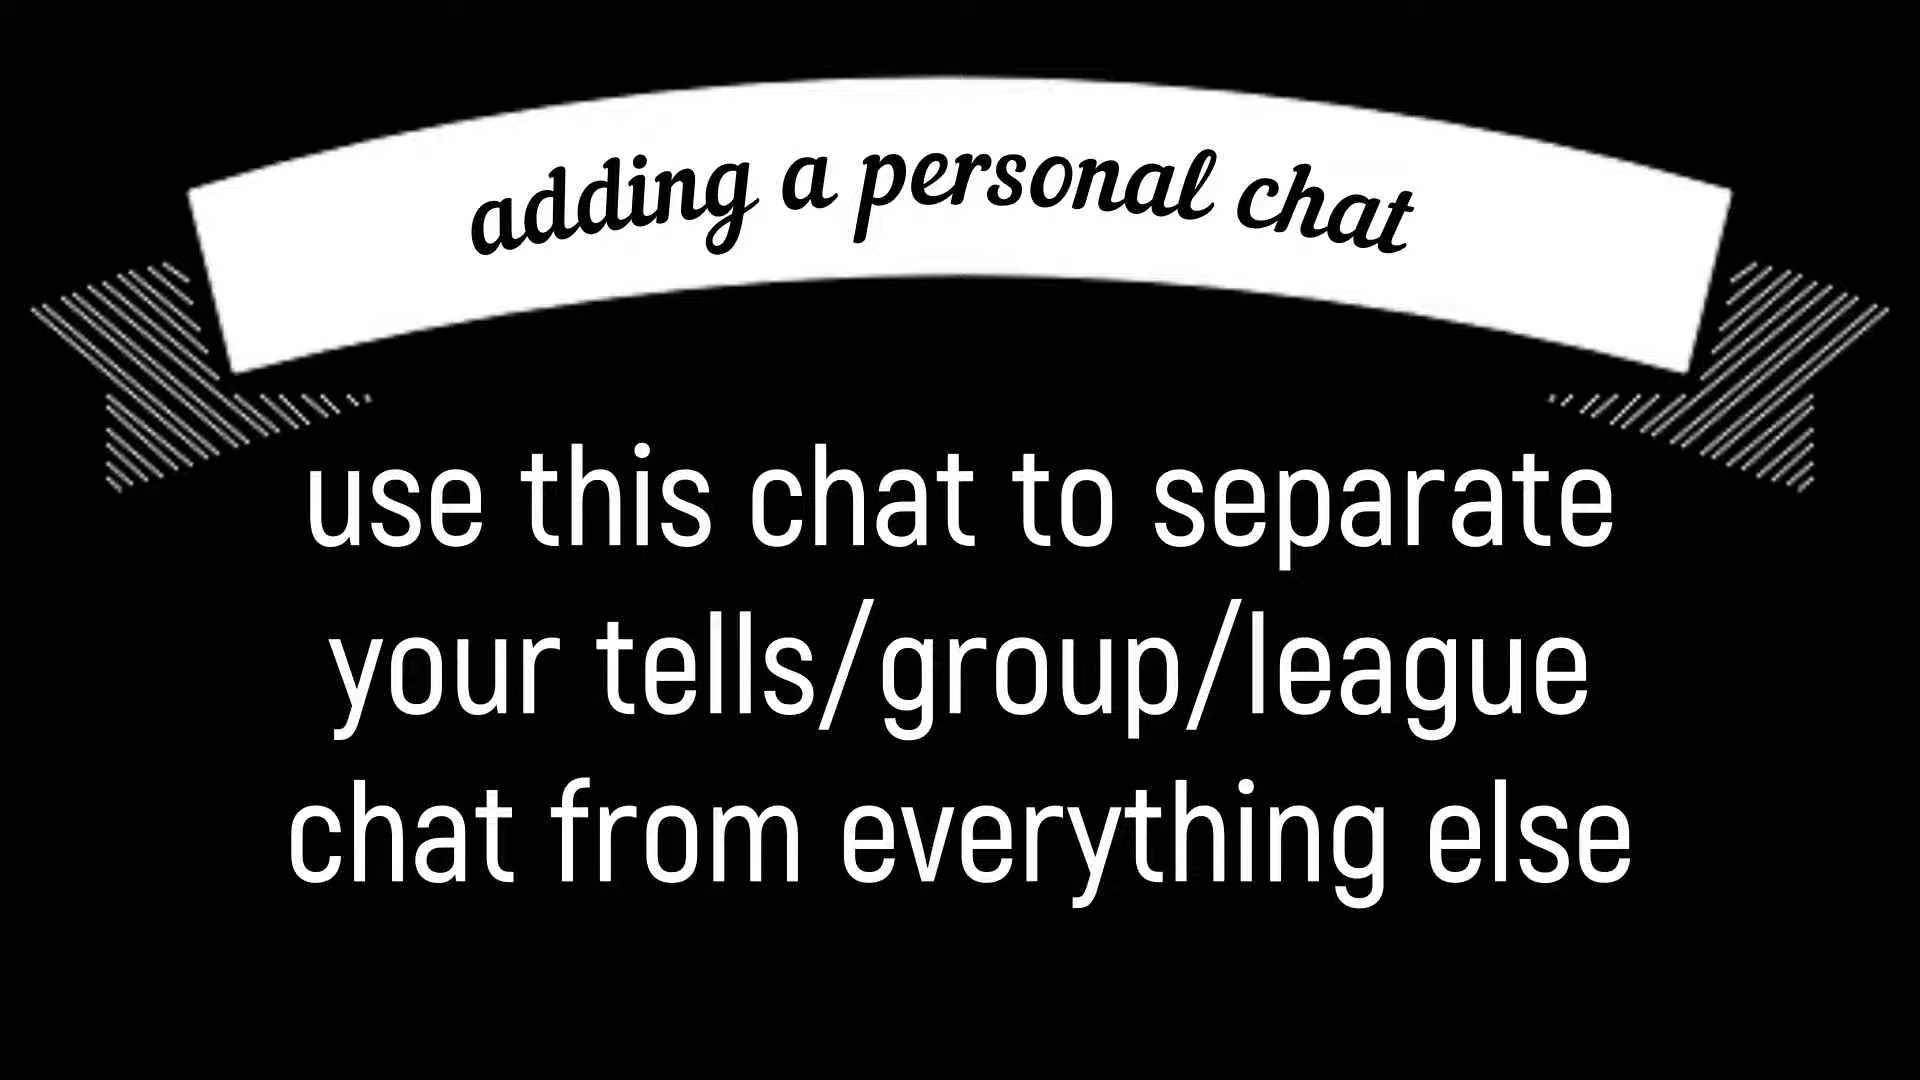 adding a personal chat
use this chat to separate
your tells/group/league
chat from everything else